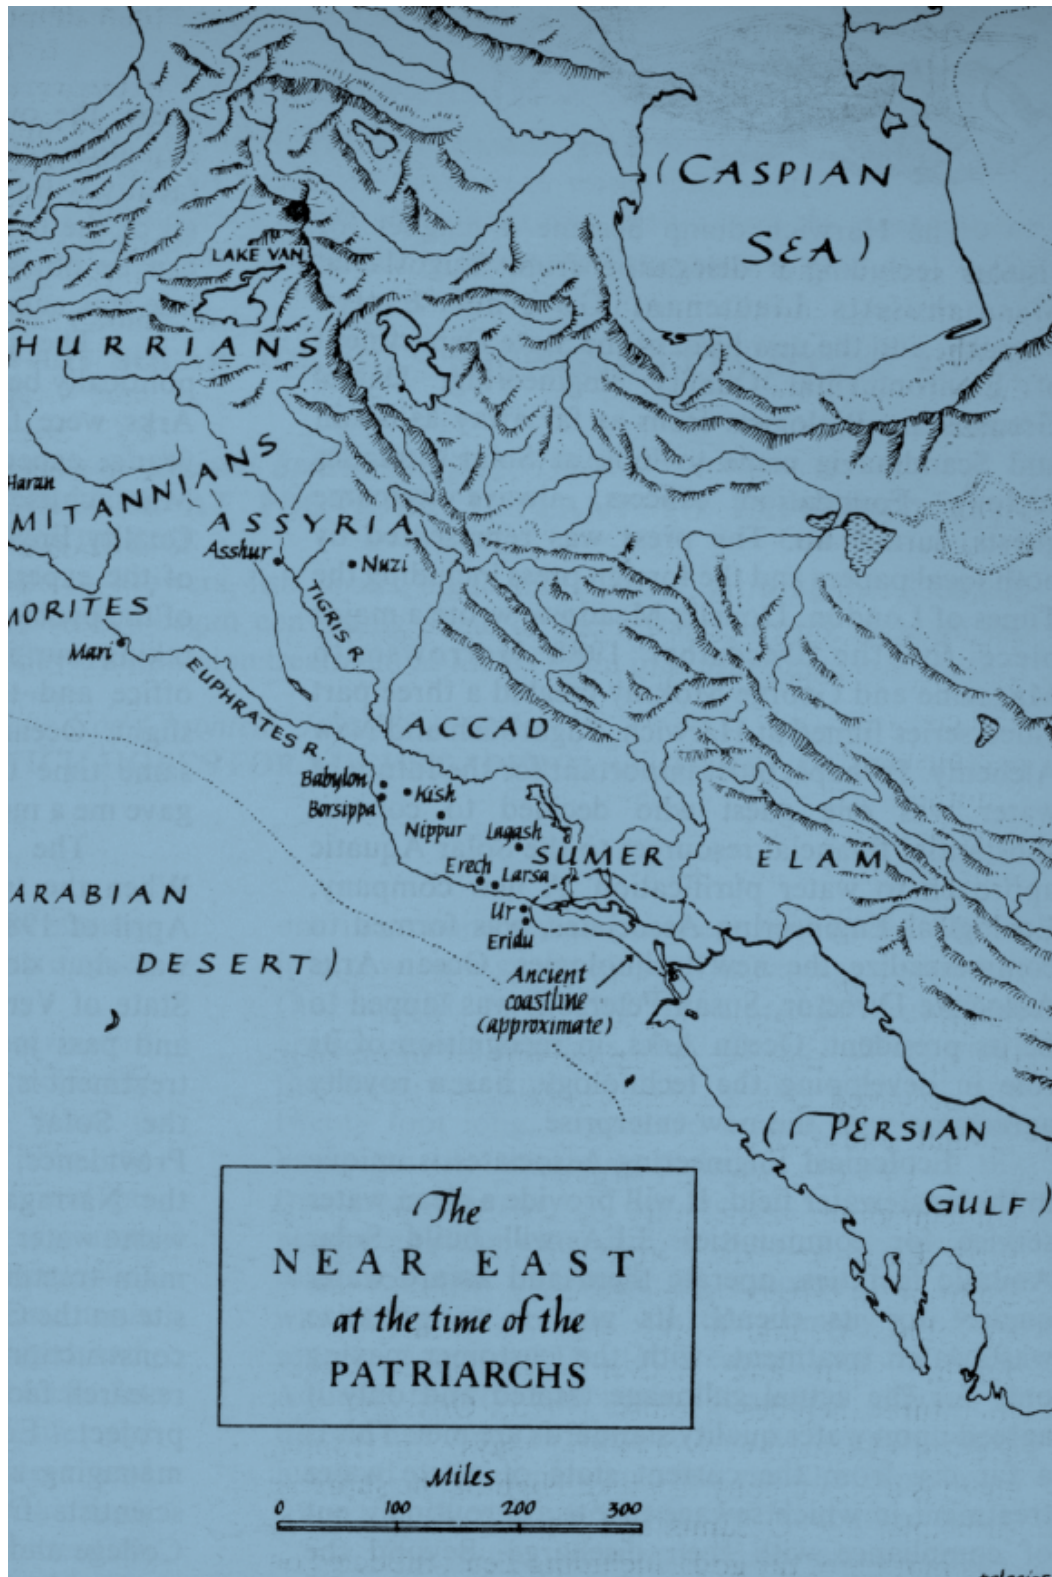 (CASPIAN
SEA)
LAKE VAN
HURRIANS
Haran
MITANNIANS
ASSYRIA
Asshur
Nuzi
TIGRIS R.
MORITES
Mari
EUPHRATES R.
ACCAD
Babylon
Kish
Borsippa
Nippur
Lagash
SUMER
ELAM
Erech
Larsa
ARABIAN
Ur
Eridu
DESERT
Ancient
coastline
(approximate)
(PERSIAN
GULF)
The
NEAR EAST
at the time of the
PATRIARCHS
Miles
0 100 200 300